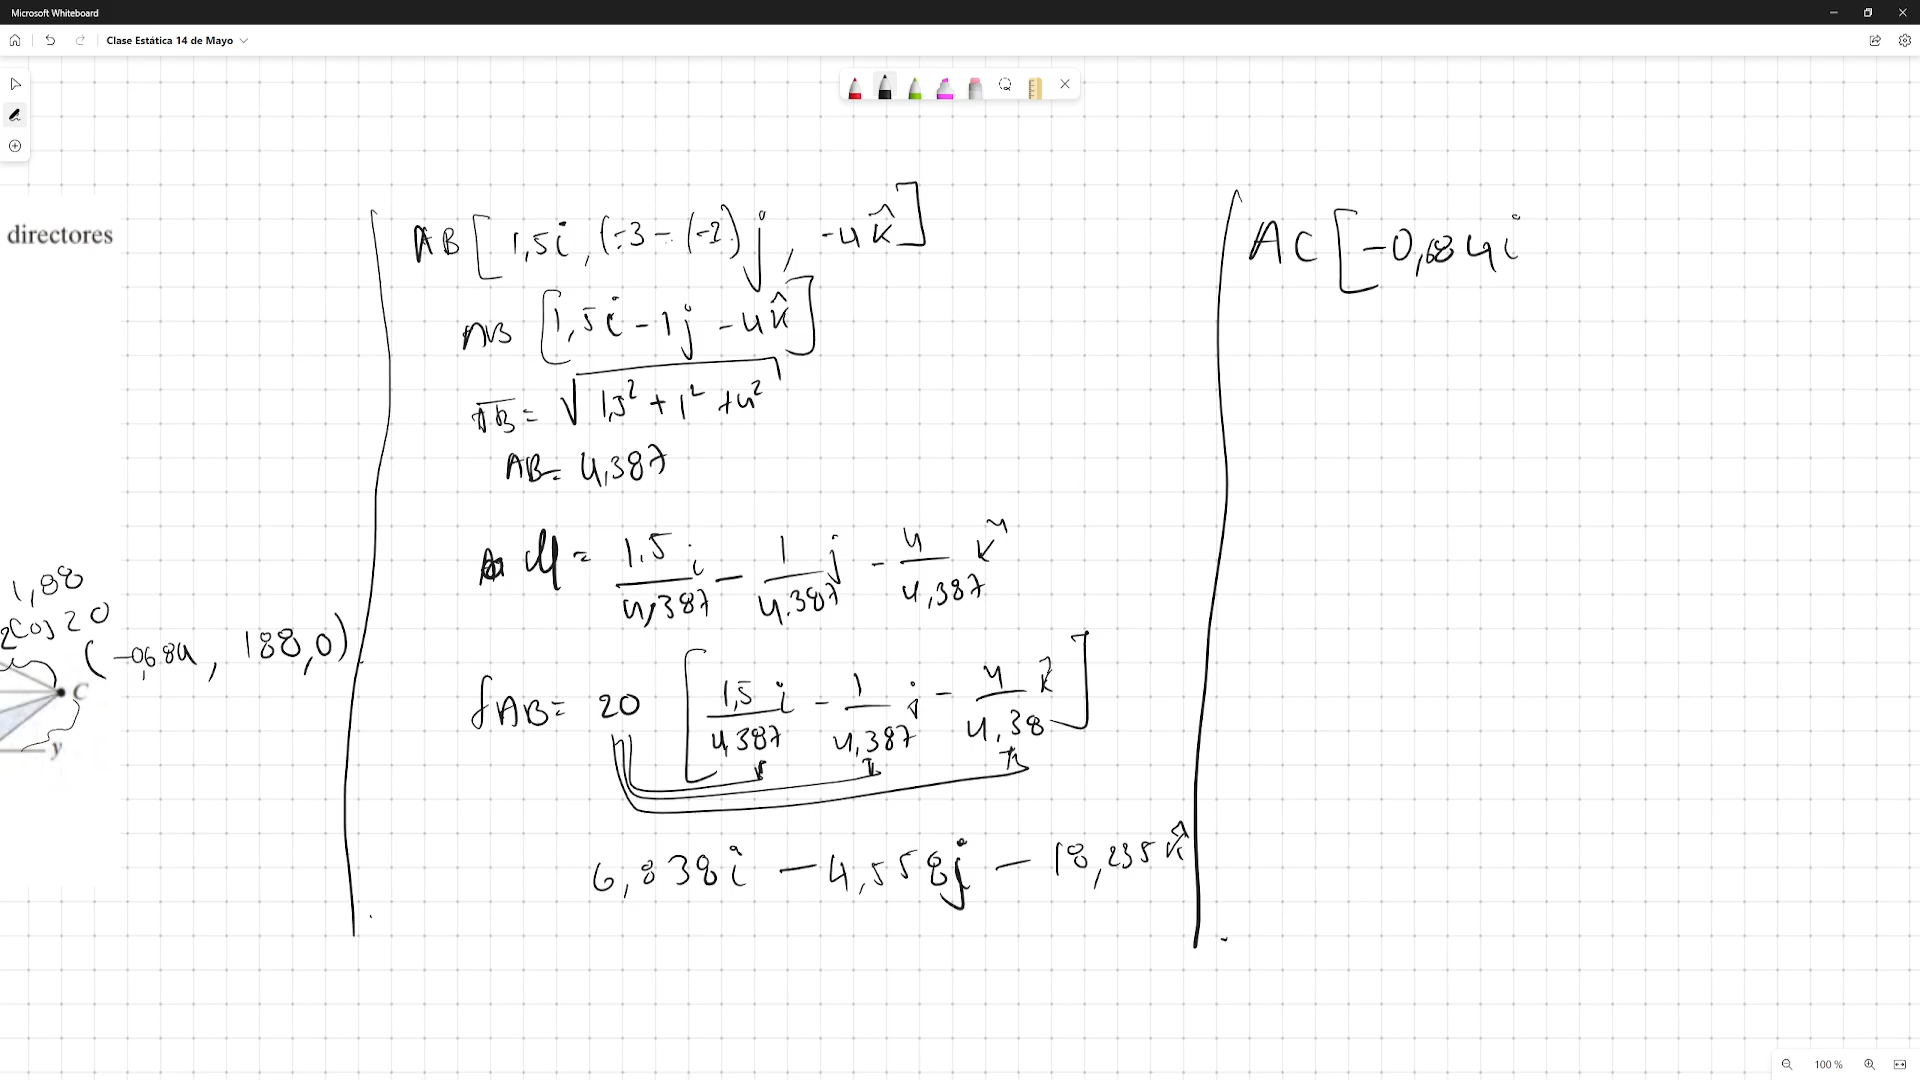 Microsoft Whiteboard
Clase Estática 14 de Mayo
directores
1,88
2Cos20
(-0,684, 188,0)
C
y
AB [1,5i, (-3-(-2))j, -4k̂]
AB [1,5i - 1j - 4k̂]
AB = √1,5² + 1² + 4²
AB = 4,387
M = 1.5/4,387 i - 1/4.387 j - 4/4,387 k̂
fAB = 20 [1,5/4,387 i - 1/4,387 j - 4/4,38 k̂]
6,838i - 4,558j - 18,235k̂
AC [-0,684i
100 %